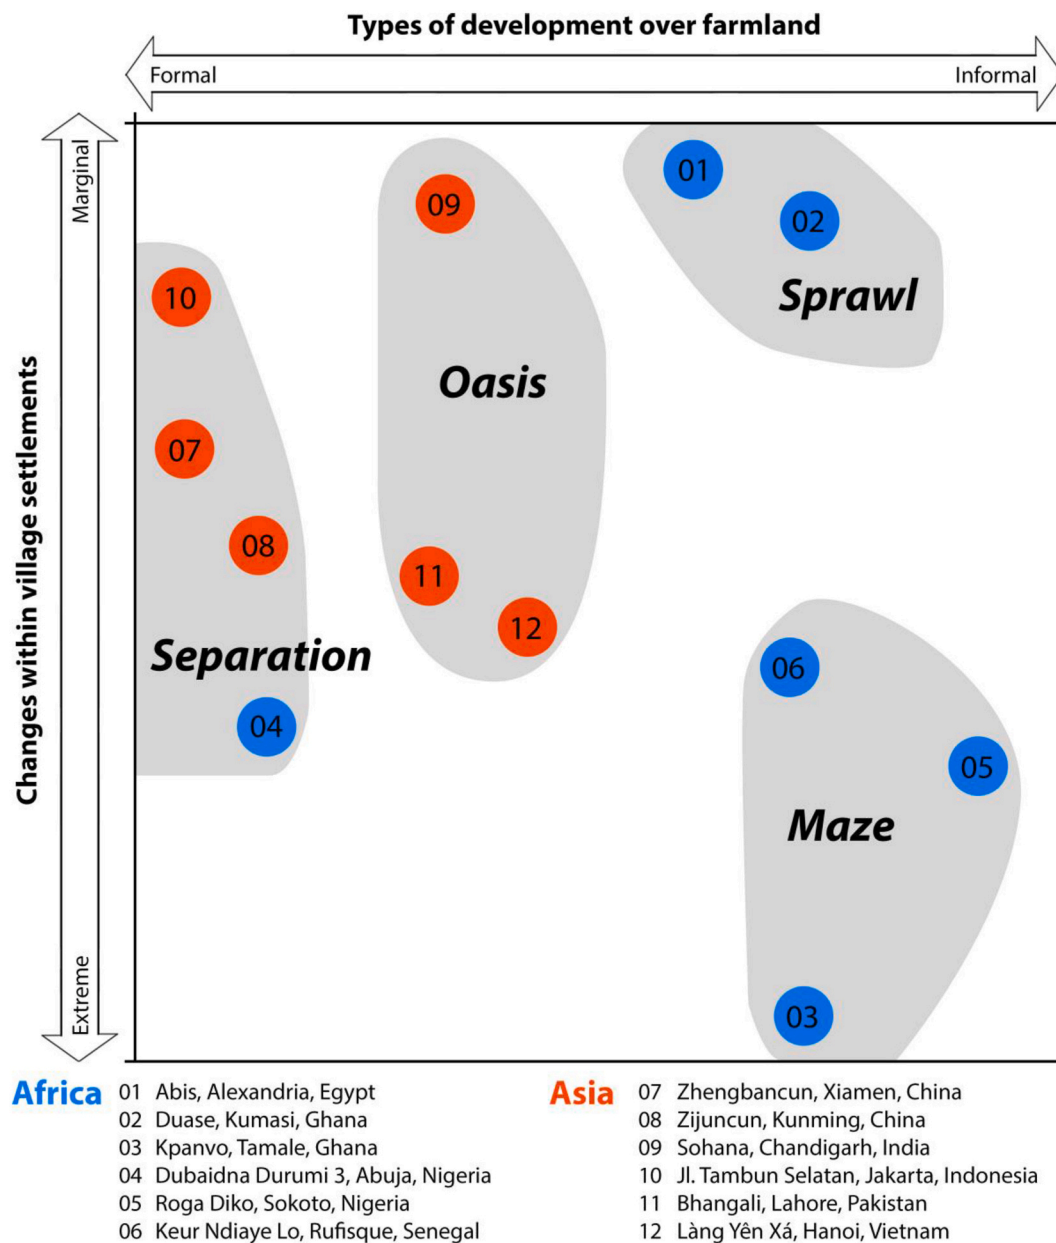 Types of development over farmland
Formal
Informal
Changes within village settlements
Marginal
Extreme
01
02
Sprawl
09
10
Oasis
07
08
11
12
Separation
06
04
05
Maze
03
Africa
01 Abis, Alexandria, Egypt
02 Duase, Kumasi, Ghana
03 Kpanvo, Tamale, Ghana
04 Dubaidna Durumi 3, Abuja, Nigeria
05 Roga Diko, Sokoto, Nigeria
06 Keur Ndiaye Lo, Rufisque, Senegal
Asia
07 Zhengbancun, Xiamen, China
08 Zijuncun, Kunming, China
09 Sohana, Chandigarh, India
10 Jl. Tambun Selatan, Jakarta, Indonesia
11 Bhangali, Lahore, Pakistan
12 Làng Yên Xá, Hanoi, Vietnam